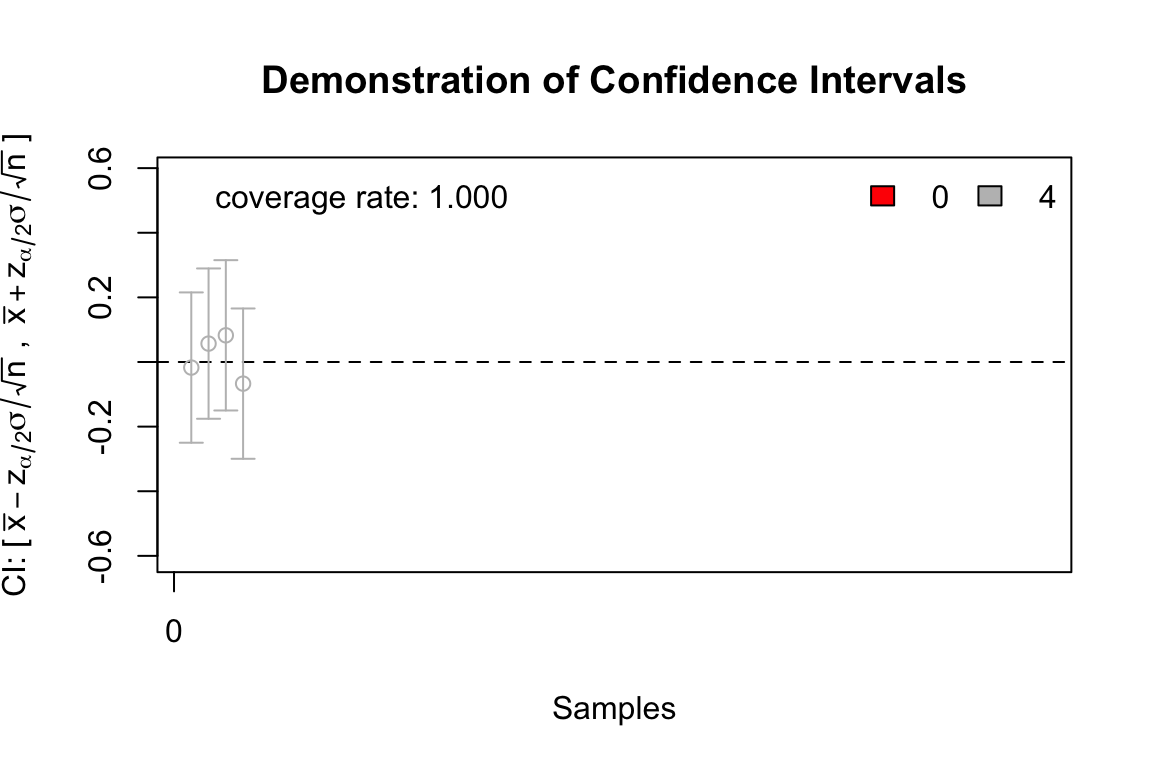 Demonstration of Confidence Intervals
CI: [ x̅ − zα/2σ/√n , x̅ + zα/2σ/√n ]
0.6
0.2
-0.2
-0.6
coverage rate: 1.000
0 4
0
Samples